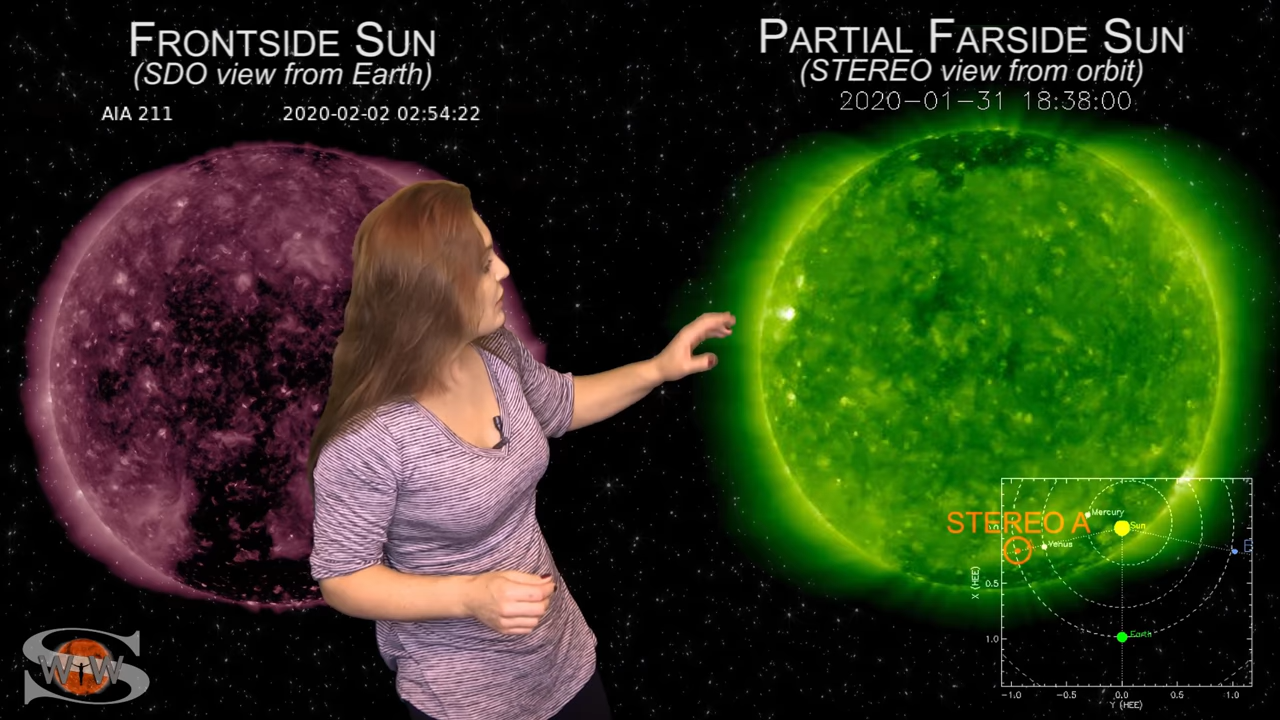 FRONTSIDE SUN
(SDO view from Earth)
AIA 211 2020-02-02 02:54:22
PARTIAL FARSIDE SUN
(STEREO view from orbit)
2020-01-31 18:38:00
STEREO A
Mercury
Sun
Venus
Earth
X (HEE)
0.5
1.0
-1.0 -0.5 0.0 0.5 1.0
Y (HEE)
S
WTW